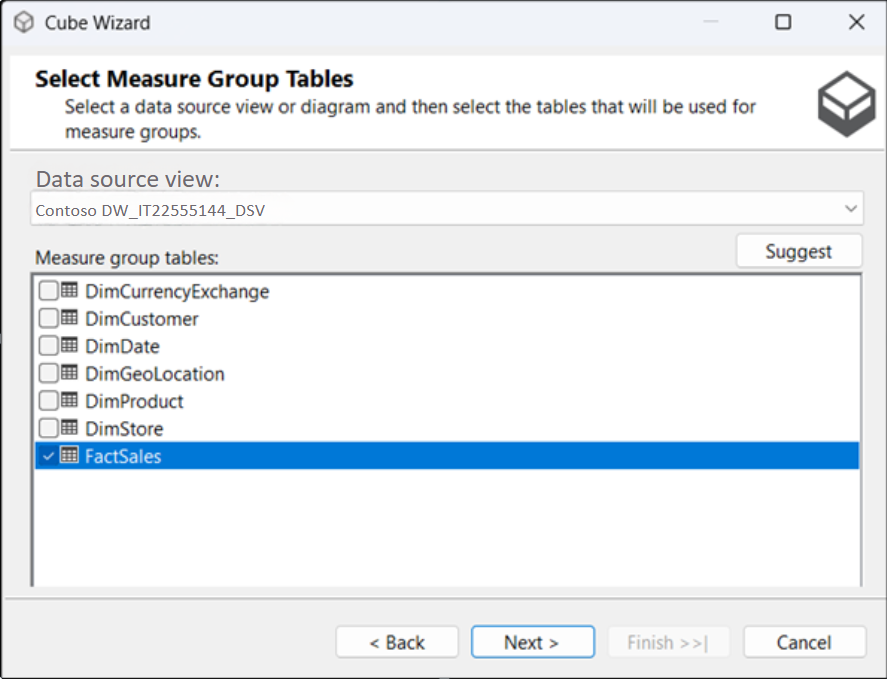 Cube Wizard
Select Measure Group Tables
Select a data source view or diagram and then select the tables that will be used for
measure groups.
Data source view:
Contoso DW_IT22555144_DSV
Measure group tables:
Suggest
DimCurrencyExchange
DimCustomer
DimDate
DimGeoLocation
DimProduct
DimStore
FactSales
< Back
Next >
Finish >>|
Cancel